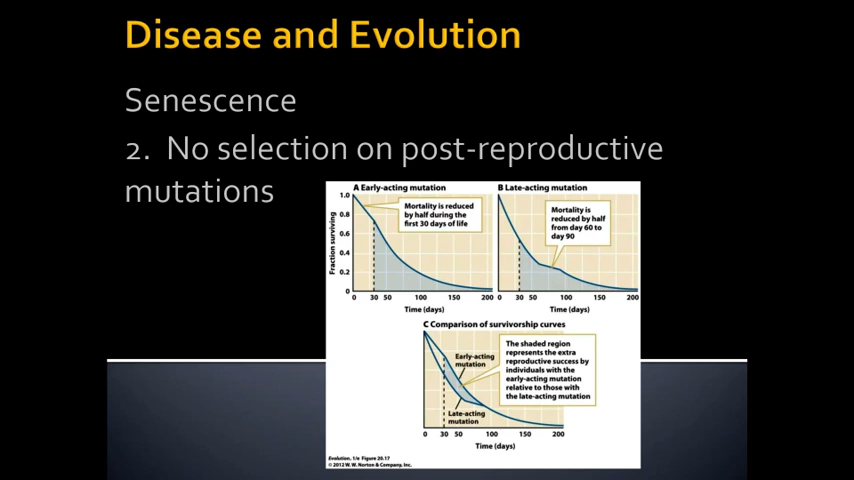 Disease and Evolution
Senescence
2. No selection on post-reproductive
mutations
A Early-acting mutation
Fraction surviving
1.0
0.8
0.6
0.4
0.2
0
Mortality is reduced
by half during the
first 30 days of life
0 30 50 100 150 200
Time (days)
B Late-acting mutation
Mortality is
reduced by half
from day 60 to
day 90
0 30 50 100 150 200
Time (days)
C Comparison of survivorship curves
Early-acting
mutation
Late-acting
mutation
The shaded region
represents the extra
reproductive success by
individuals with the
early-acting mutation
relative to those with
the late-acting mutation
0 30 50 100 150 200
Time (days)
Evolution, 1/e Figure 20.17
© 2012 W. W. Norton & Company, Inc.